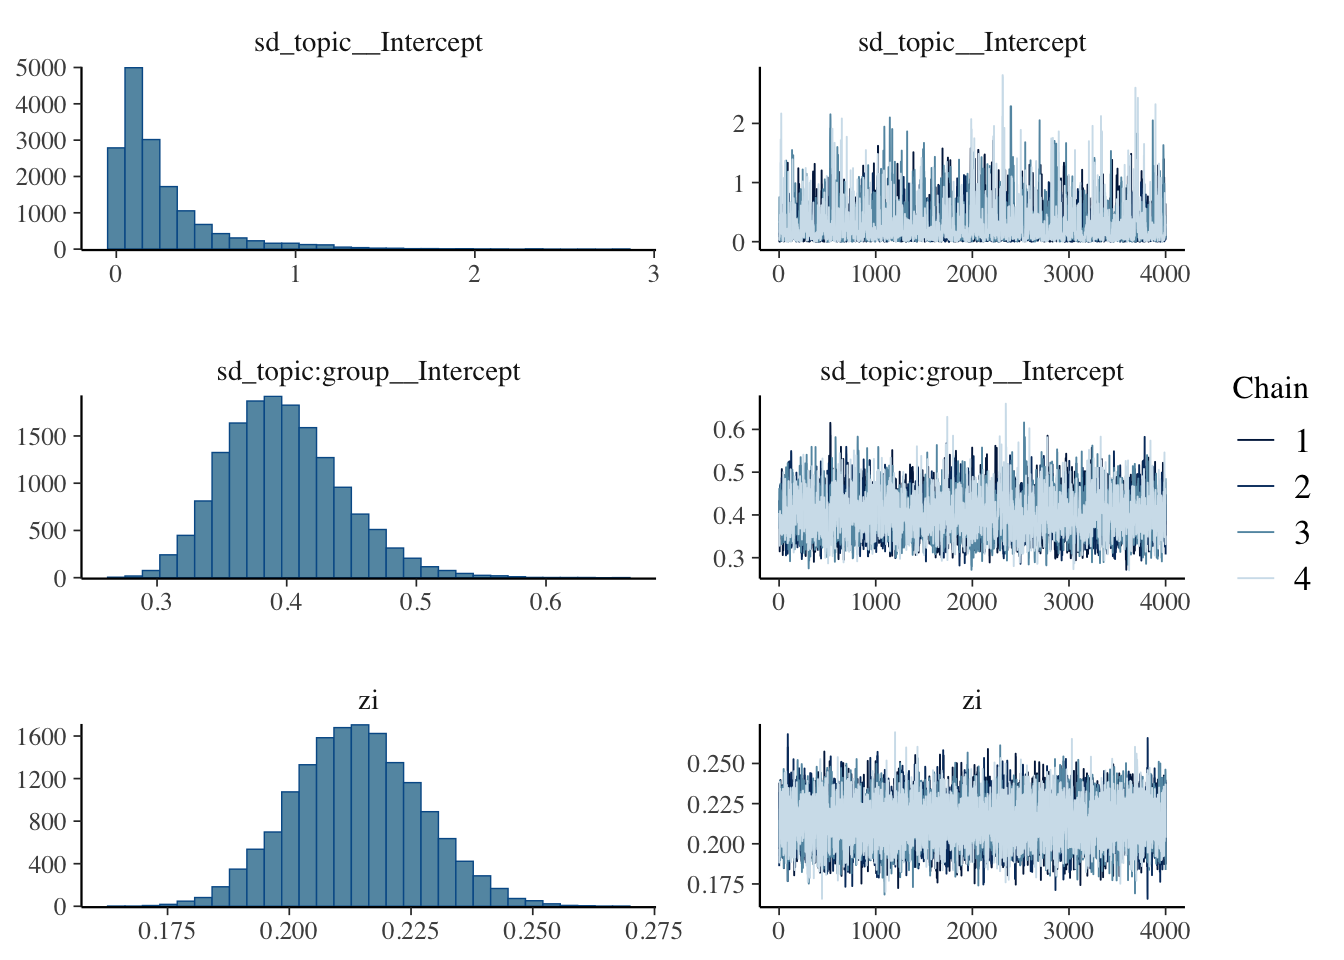 sd_topic__Intercept
5000
4000
3000
2000
1000
0
0 1 2 3
sd_topic__Intercept
2
1
0
0 1000 2000 3000 4000
sd_topic:group__Intercept
1500
1000
500
0
0.3 0.4 0.5 0.6
sd_topic:group__Intercept
0.6
0.5
0.4
0.3
0 1000 2000 3000 4000
Chain
1
2
3
4
zi
1600
1200
800
400
0
0.175 0.200 0.225 0.250 0.275
zi
0.250
0.225
0.200
0.175
0 1000 2000 3000 4000